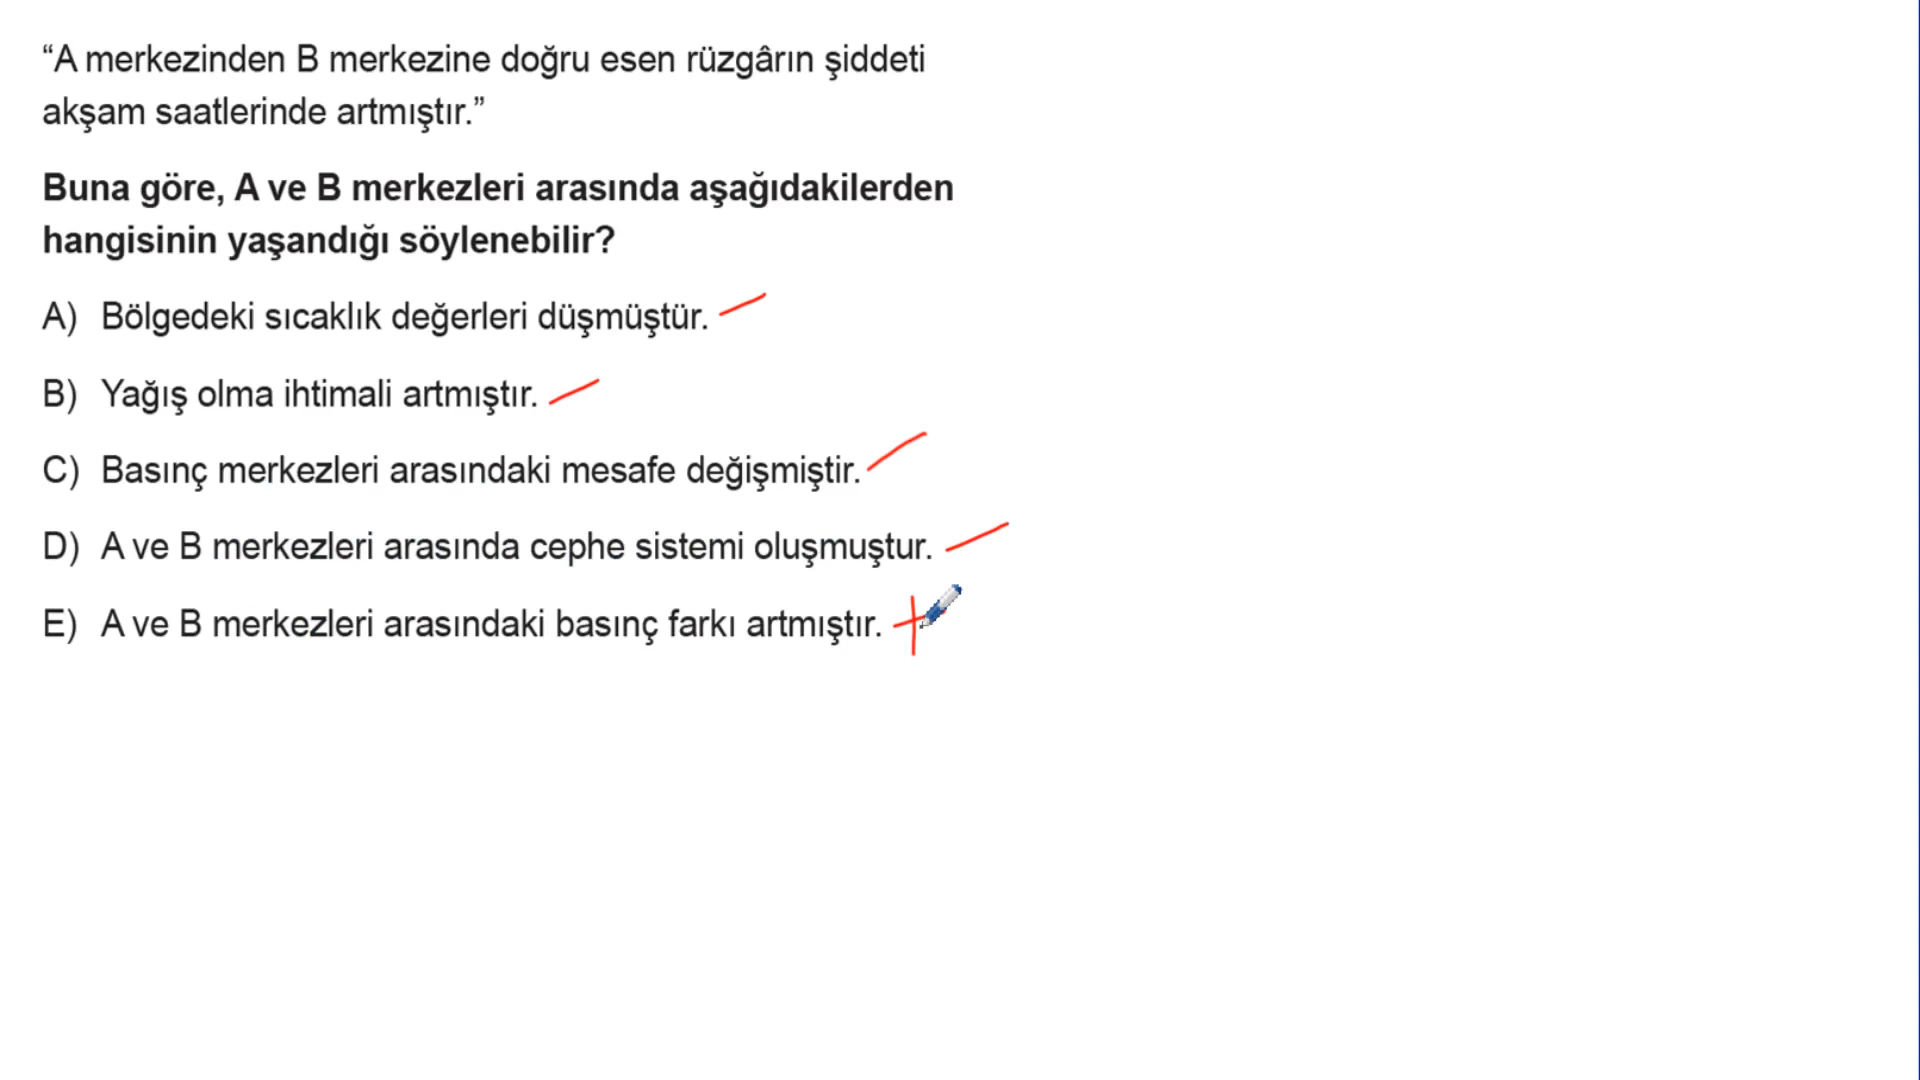 “A merkezinden B merkezine doğru esen rüzgârın şiddeti
akşam saatlerinde artmıştır.”
Buna göre, A ve B merkezleri arasında aşağıdakilerden
hangisinin yaşandığı söylenebilir?
A) Bölgedeki sıcaklık değerleri düşmüştür.
B) Yağış olma ihtimali artmıştır.
C) Basınç merkezleri arasındaki mesafe değişmiştir.
D) A ve B merkezleri arasında cephe sistemi oluşmuştur.
E) A ve B merkezleri arasındaki basınç farkı artmıştır.